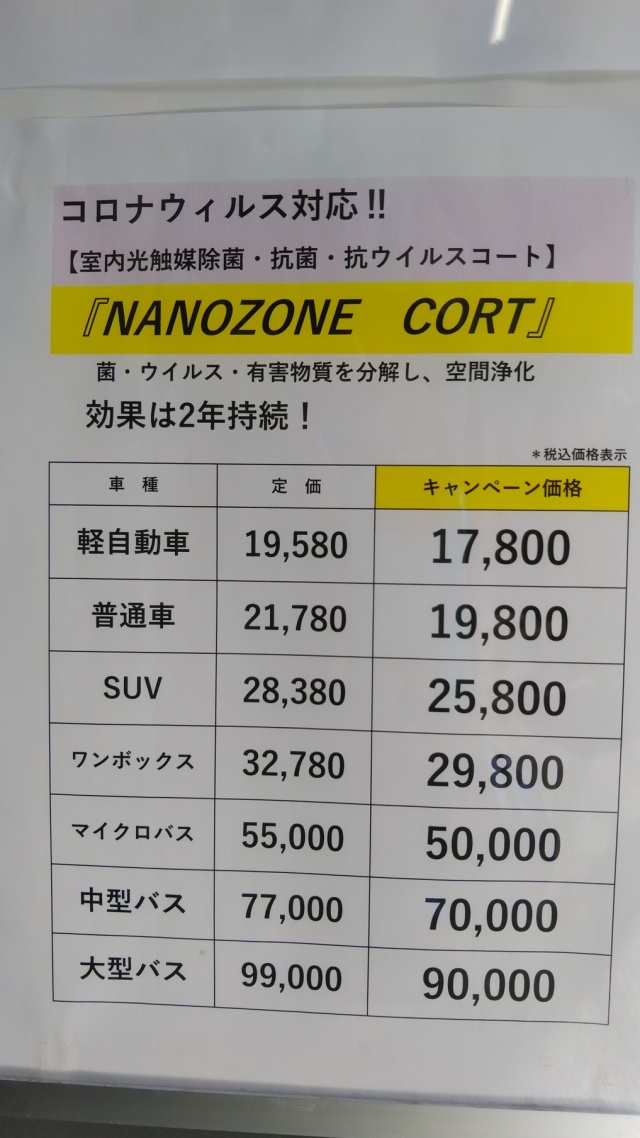 コロナウィルス対応!!
【室内光触媒除菌・抗菌・抗ウイルスコート】
『NANOZONE CORT』
菌・ウイルス・有害物質を分解し、空間浄化
効果は2年持続！
＊税込価格表示
車種 定価 キャンペーン価格
軽自動車 19,580 17,800
普通車 21,780 19,800
SUV 28,380 25,800
ワンボックス 32,780 29,800
マイクロバス 55,000 50,000
中型バス 77,000 70,000
大型バス 99,000 90,000